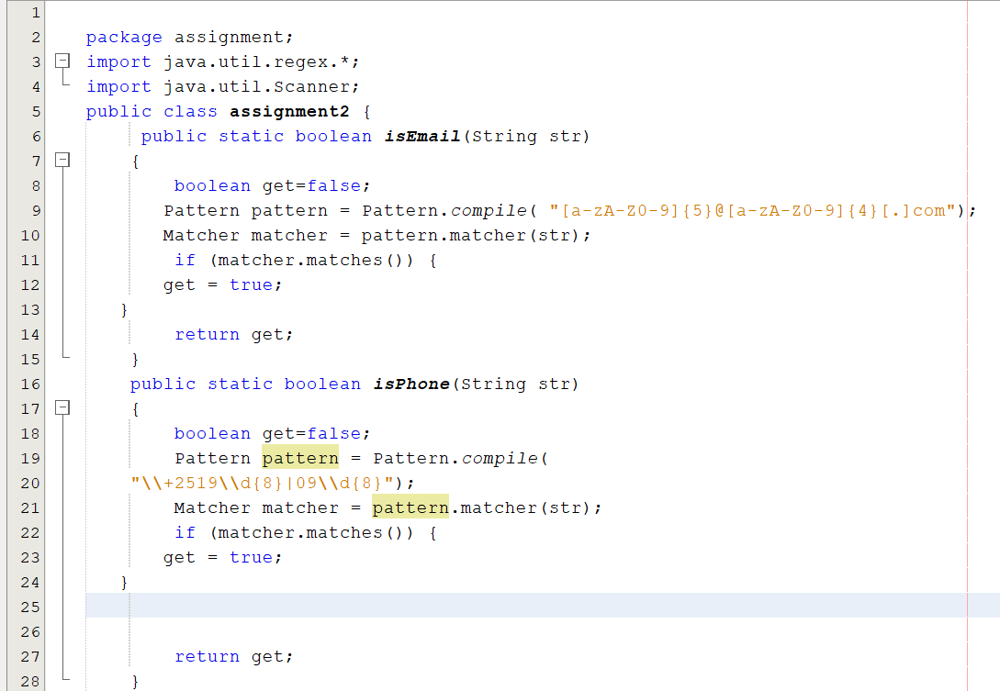 1
2 package assignment;
3 import java.util.regex.*;
4 import java.util.Scanner;
5 public class assignment2 {
6 public static boolean isEmail(String str)
7 {
8 boolean get=false;
9 Pattern pattern = Pattern.compile( "[a-zA-Z0-9]{5}@[a-zA-Z0-9]{4}[.]com");
10 Matcher matcher = pattern.matcher(str);
11 if (matcher.matches()) {
12 get = true;
13 }
14 return get;
15 }
16 public static boolean isPhone(String str)
17 {
18 boolean get=false;
19 Pattern pattern = Pattern.compile(
20 "\\+2519\\d{8}|09\\d{8}");
21 Matcher matcher = pattern.matcher(str);
22 if (matcher.matches()) {
23 get = true;
24 }
25
26
27 return get;
28 }